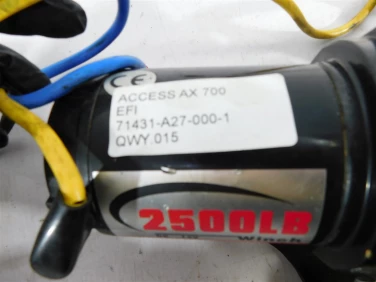 CE
ACCESS AX 700
EFI
71431-A27-000-1
QWY 015
2500LB
Winch